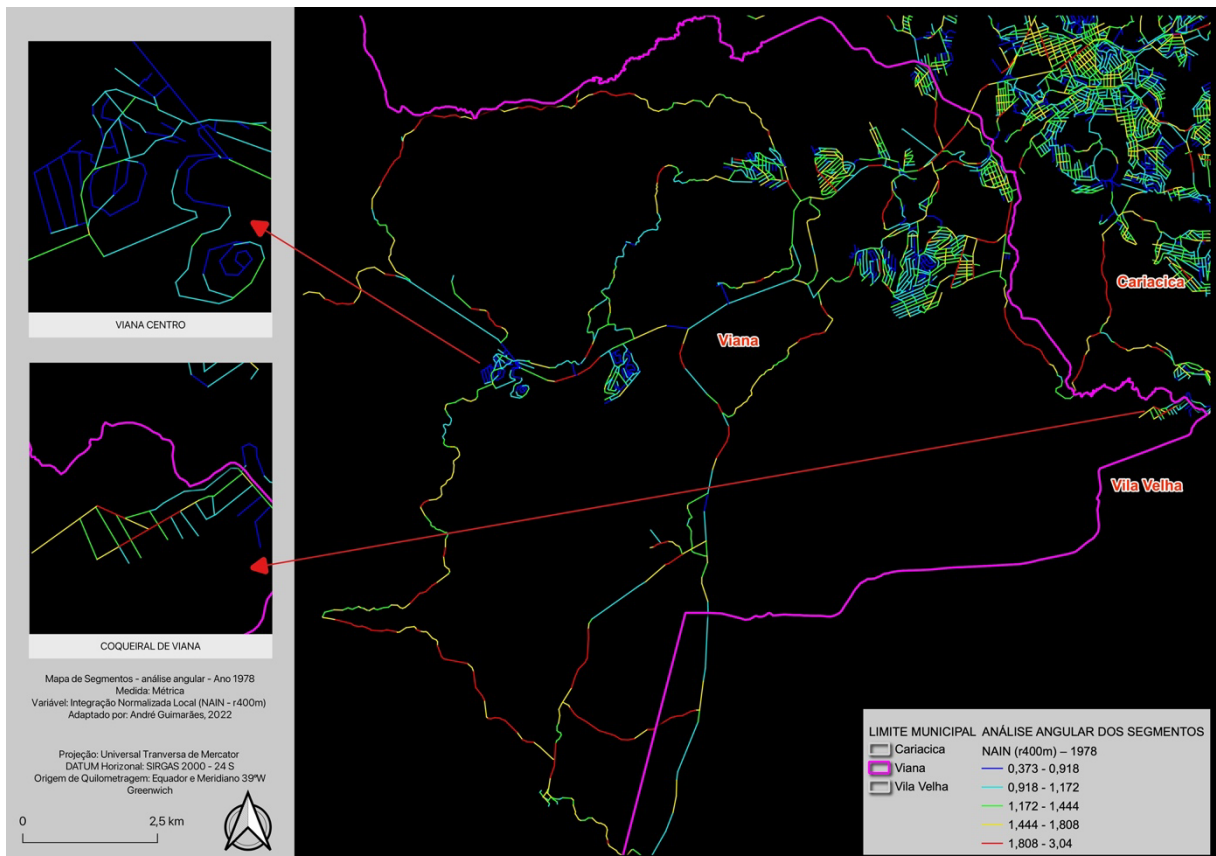 VIANA CENTRO
COQUEIRAL DE VIANA
Mapa de Segmentos - análise angular - Ano 1978
Medida: Métrica
Variável: Integração Normalizada Local (NAIN - r400m)
Adaptado por: André Guimarães, 2022
Projeção: Universal Tranversa de Mercator
DATUM Horizonal: SIRGAS 2000 - 24 S
Origem de Quilometragem: Equador e Meridiano 39ºW
Greenwich
0 2,5 km
Cariacica
Viana
Vila Velha
LIMITE MUNICIPAL
Cariacica
Viana
Vila Velha
ANÁLISE ANGULAR DOS SEGMENTOS
NAIN (r400m) – 1978
0,373 - 0,918
0,918 - 1,172
1,172 - 1,444
1,444 - 1,808
1,808 - 3,04